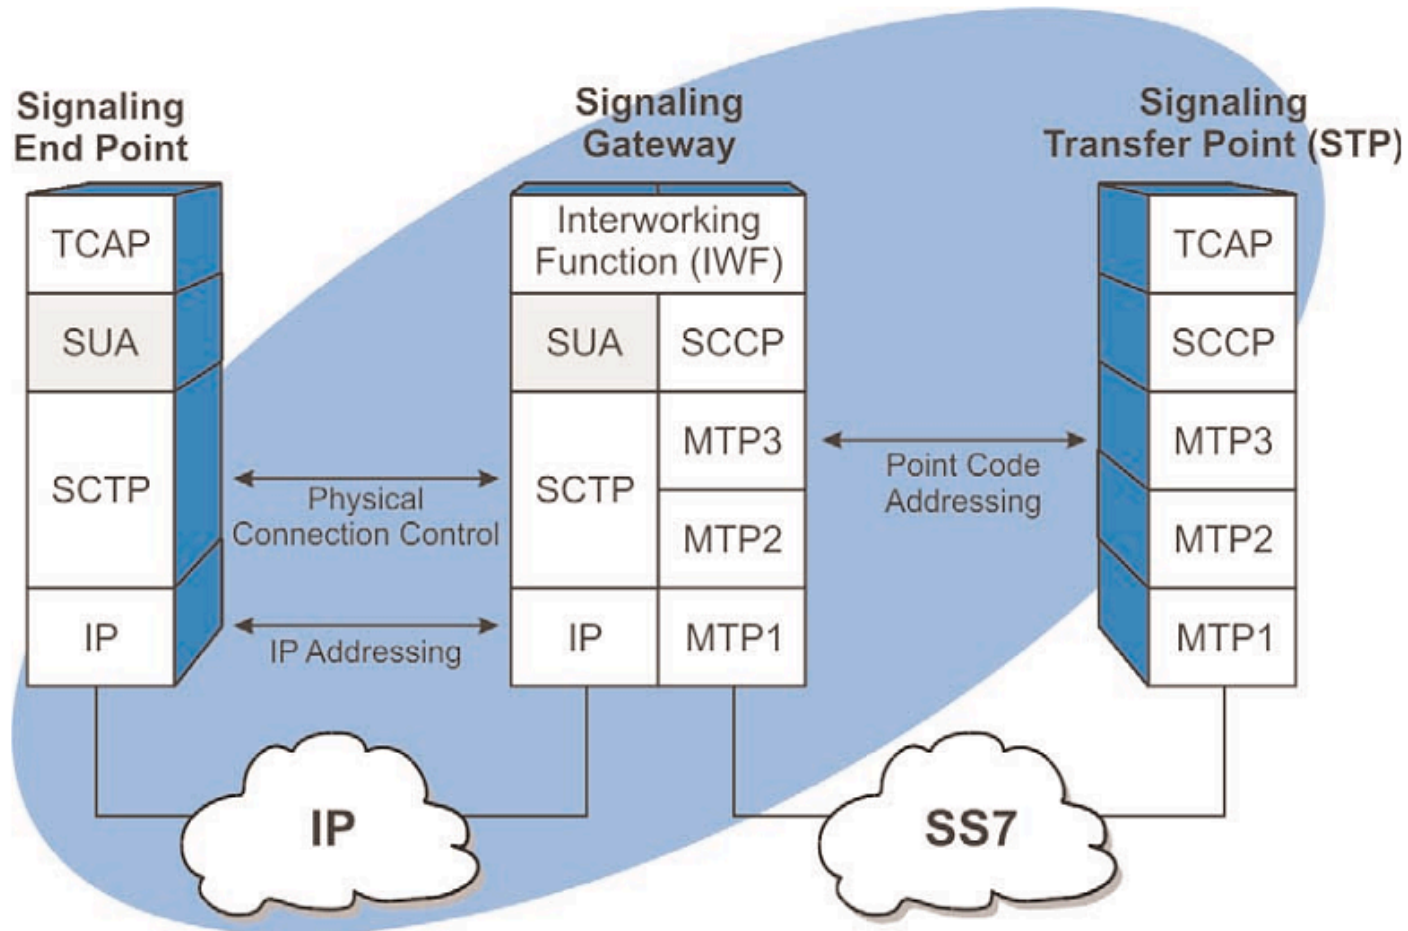 Signaling
End Point
Signaling
Gateway
Signaling
Transfer Point (STP)
TCAP
SUA
SCTP
IP
Physical
Connection Control
IP Addressing
Interworking
Function (IWF)
SUA
SCCP
SCTP
MTP3
MTP2
IP
MTP1
Point Code
Addressing
TCAP
SCCP
MTP3
MTP2
MTP1
IP
SS7